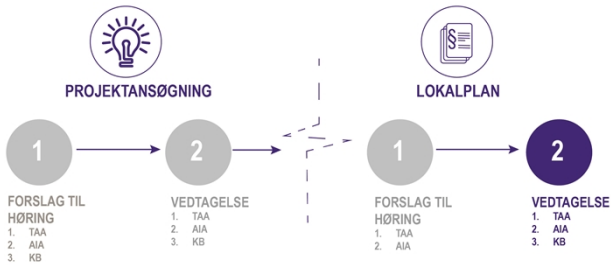 PROJEKTANSØGNING
1
FORSLAG TIL
HØRING
1. TAA
2. AIA
3. KB
2
VEDTAGELSE
1. TAA
2. AIA
3. KB
§
LOKALPLAN
1
FORSLAG TIL
HØRING
1. TAA
2. AIA
2
VEDTAGELSE
1. TAA
2. AIA
3. KB